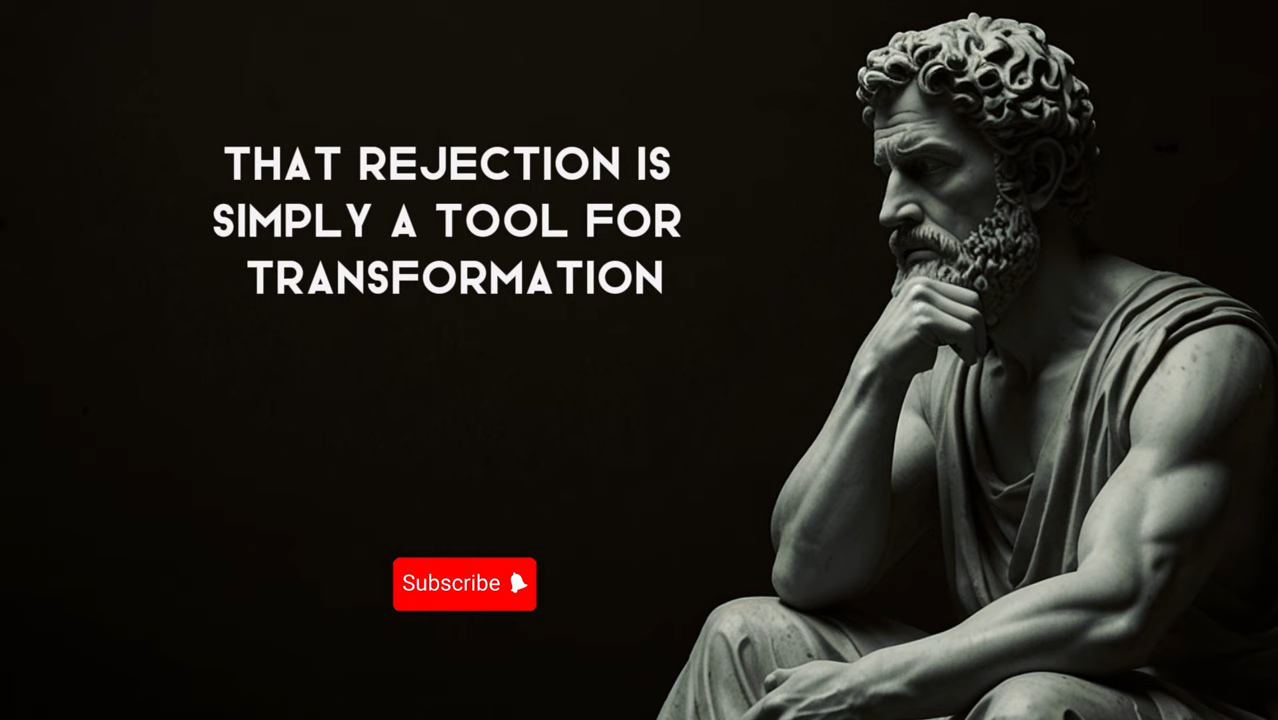 THAT REJECTION IS
SIMPLY A TOOL FOR
TRANSFORMATION
Subscribe